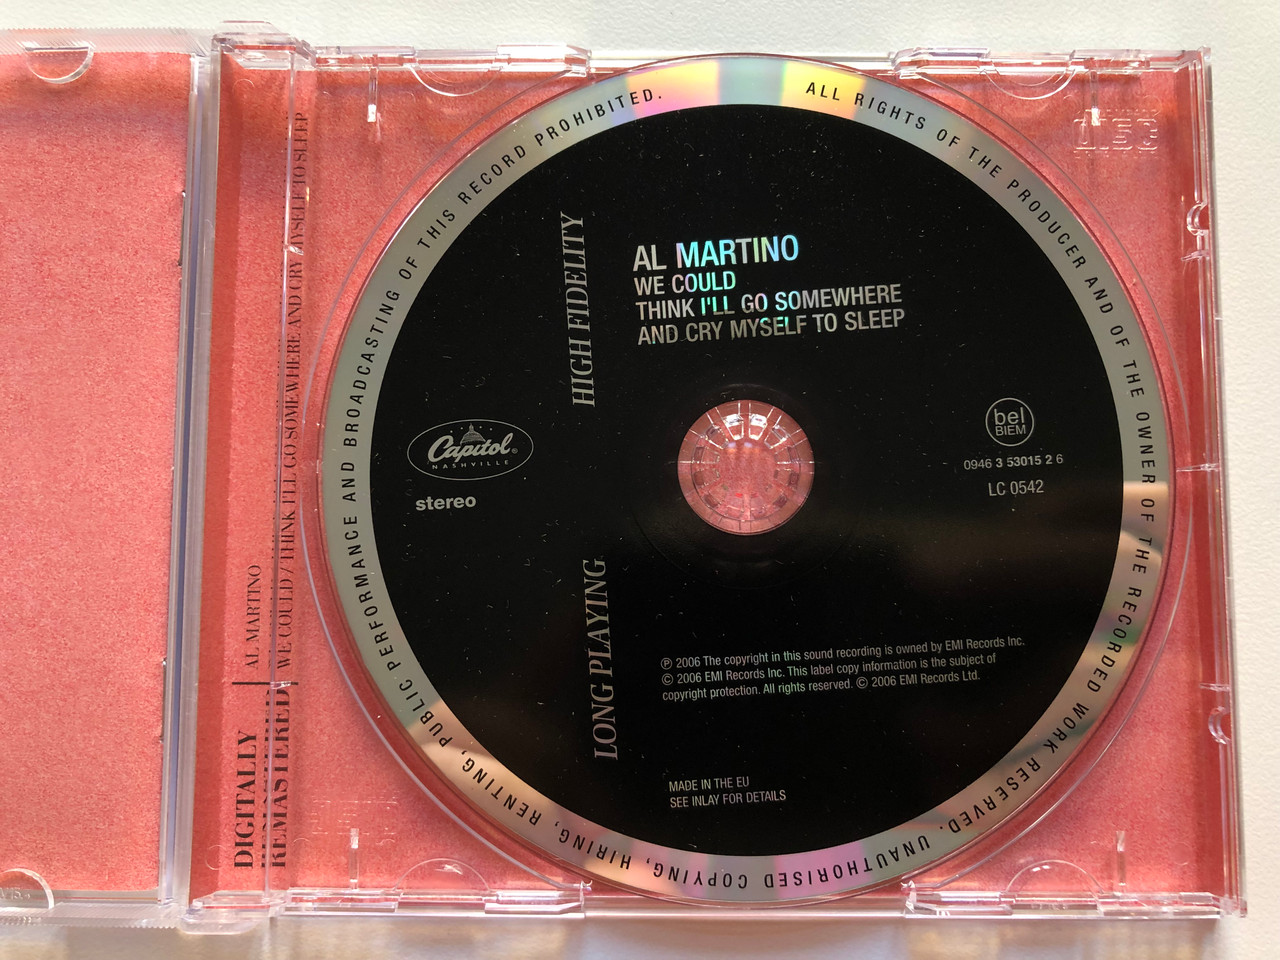 DIGITALLY
REMASTERED
AL MARTINO
WE COULD / THINK I'LL GO SOMEWHERE AND CRY MYSELF TO SLEEP
ALL RIGHTS OF THE PRODUCER AND OF THE OWNER OF THE RECORDED WORK RESERVED. UNAUTHORISED COPYING, HIRING, RENTING, PUBLIC PERFORMANCE AND BROADCASTING OF THIS RECORD PROHIBITED.
HIGH FIDELITY
LONG PLAYING
AL MARTINO
WE COULD
THINK I'LL GO SOMEWHERE
AND CRY MYSELF TO SLEEP
Capitol®
NASHVILLE
stereo
bel
BIEM
0946 3 53015 2 6
LC 0542
℗ 2006 The copyright in this sound recording is owned by EMI Records Inc.
© 2006 EMI Records Inc. This label copy information is the subject of
copyright protection. All rights reserved. © 2006 EMI Records Ltd.
MADE IN THE EU
SEE INLAY FOR DETAILS